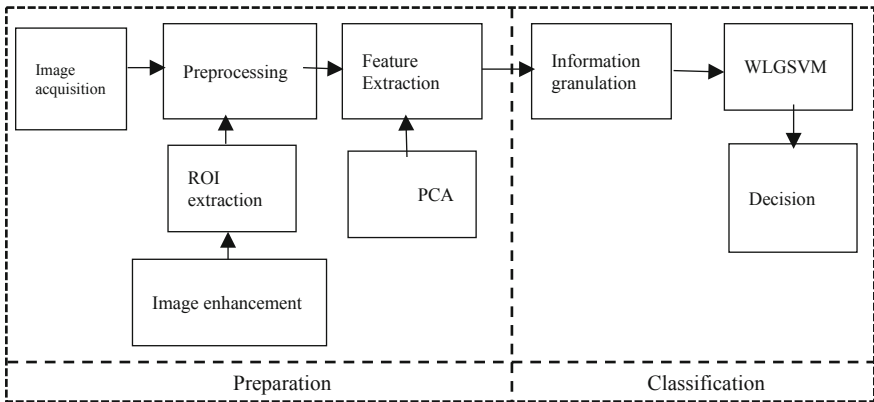 Image
acquisition
Preprocessing
Feature
Extraction
Information
granulation
WLGSVM
ROI
extraction
PCA
Decision
Image enhancement
Preparation
Classification